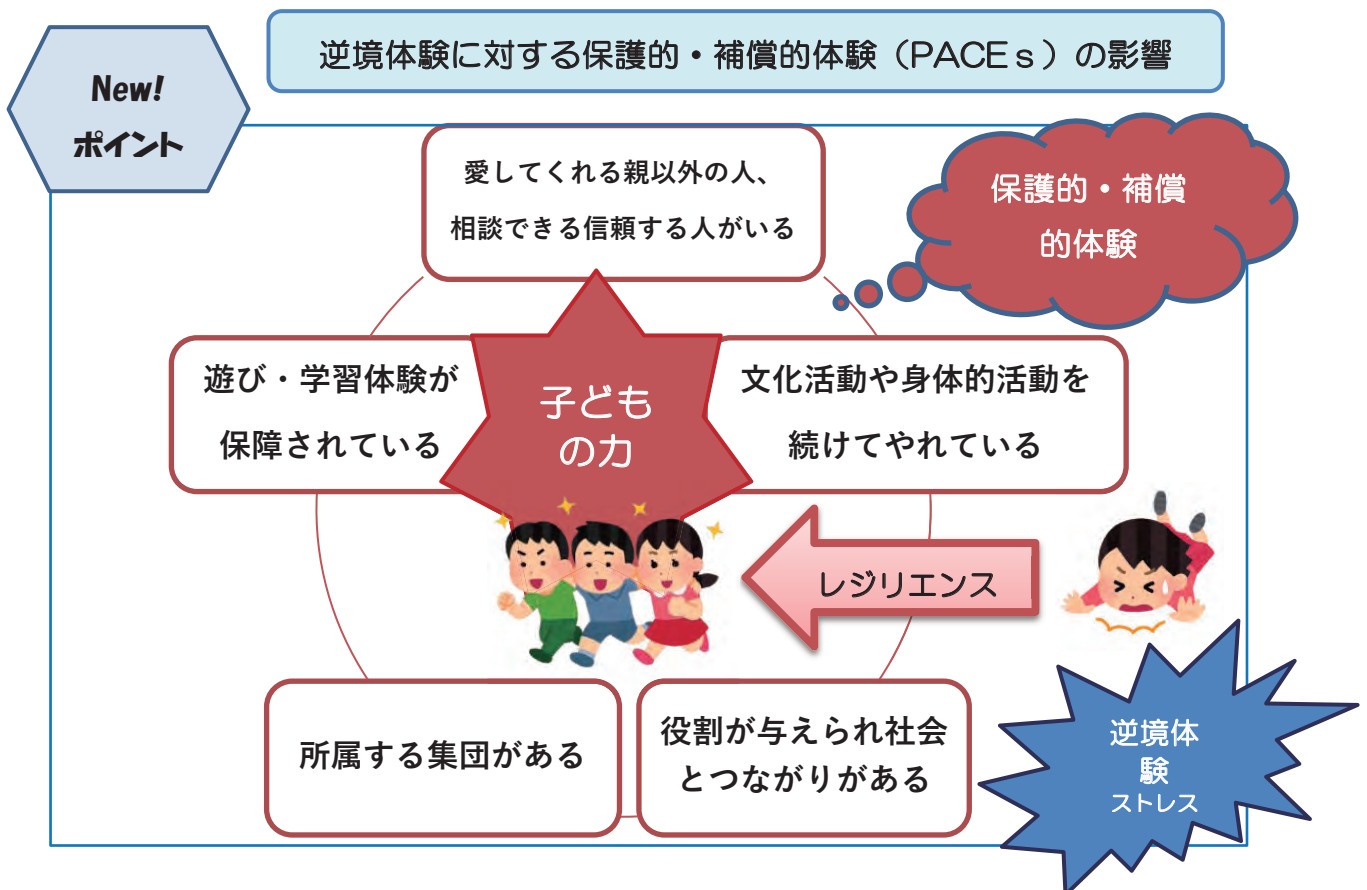 New!
ポイント
逆境体験に対する保護的・補償的体験（PACEｓ）の影響
愛してくれる親以外の人、
相談できる信頼する人がいる
保護的・補償
的体験
遊び・学習体験が
保障されている
子ども
の力
文化活動や身体的活動を
続けてやれている
レジリエンス
所属する集団がある
役割が与えられ社会
とつながりがある
逆境体
験
ストレス